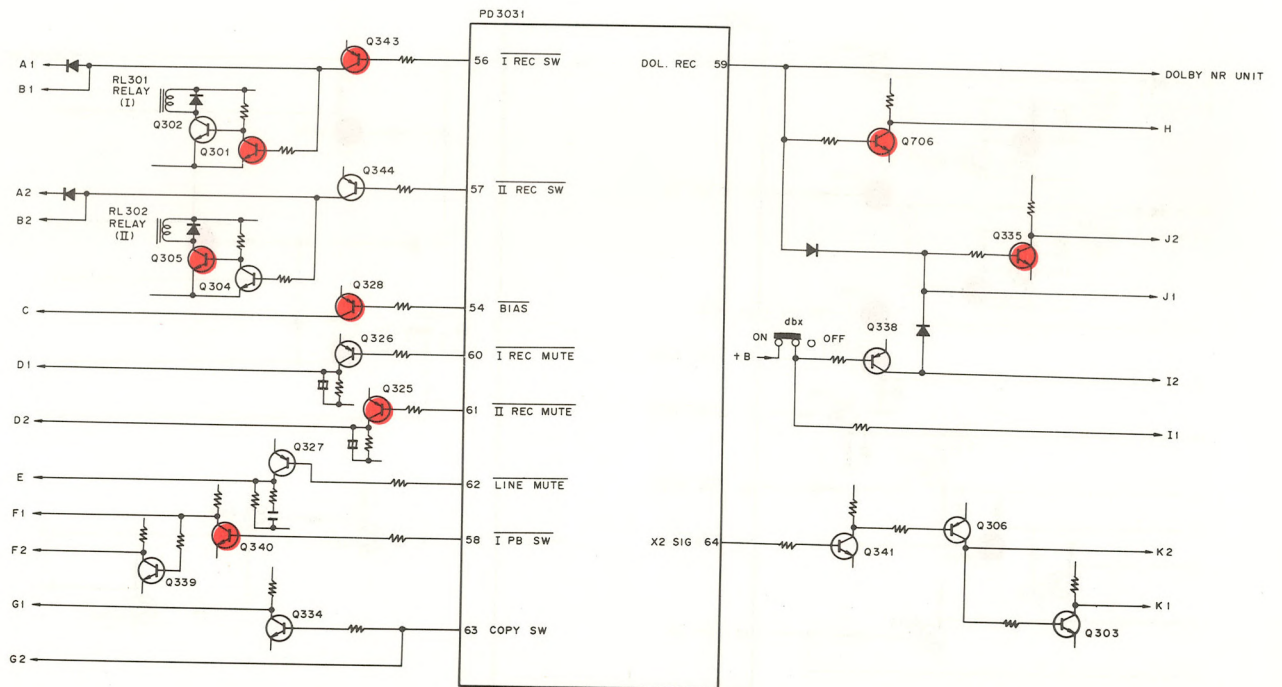 PD3031
Q343
A1
B1
RL301
RELAY
(I)
Q302
Q301
56 I REC SW
DOL. REC 59
DOLBY NR UNIT
H
Q706
Q344
A2
B2
RL302
RELAY
(II)
Q305
Q304
57 II REC SW
Q335
J2
J1
Q328
C
54 BIAS
dbx
ON OFF
+B
Q338
I2
I1
Q326
D1
60 I REC MUTE
Q325
D2
61 II REC MUTE
Q327
E
62 LINE MUTE
F1
F2
Q340
Q339
58 I PB SW
X2 SIG 64
Q341
Q306
K2
K1
Q303
G1
Q334
63 COPY SW
G2